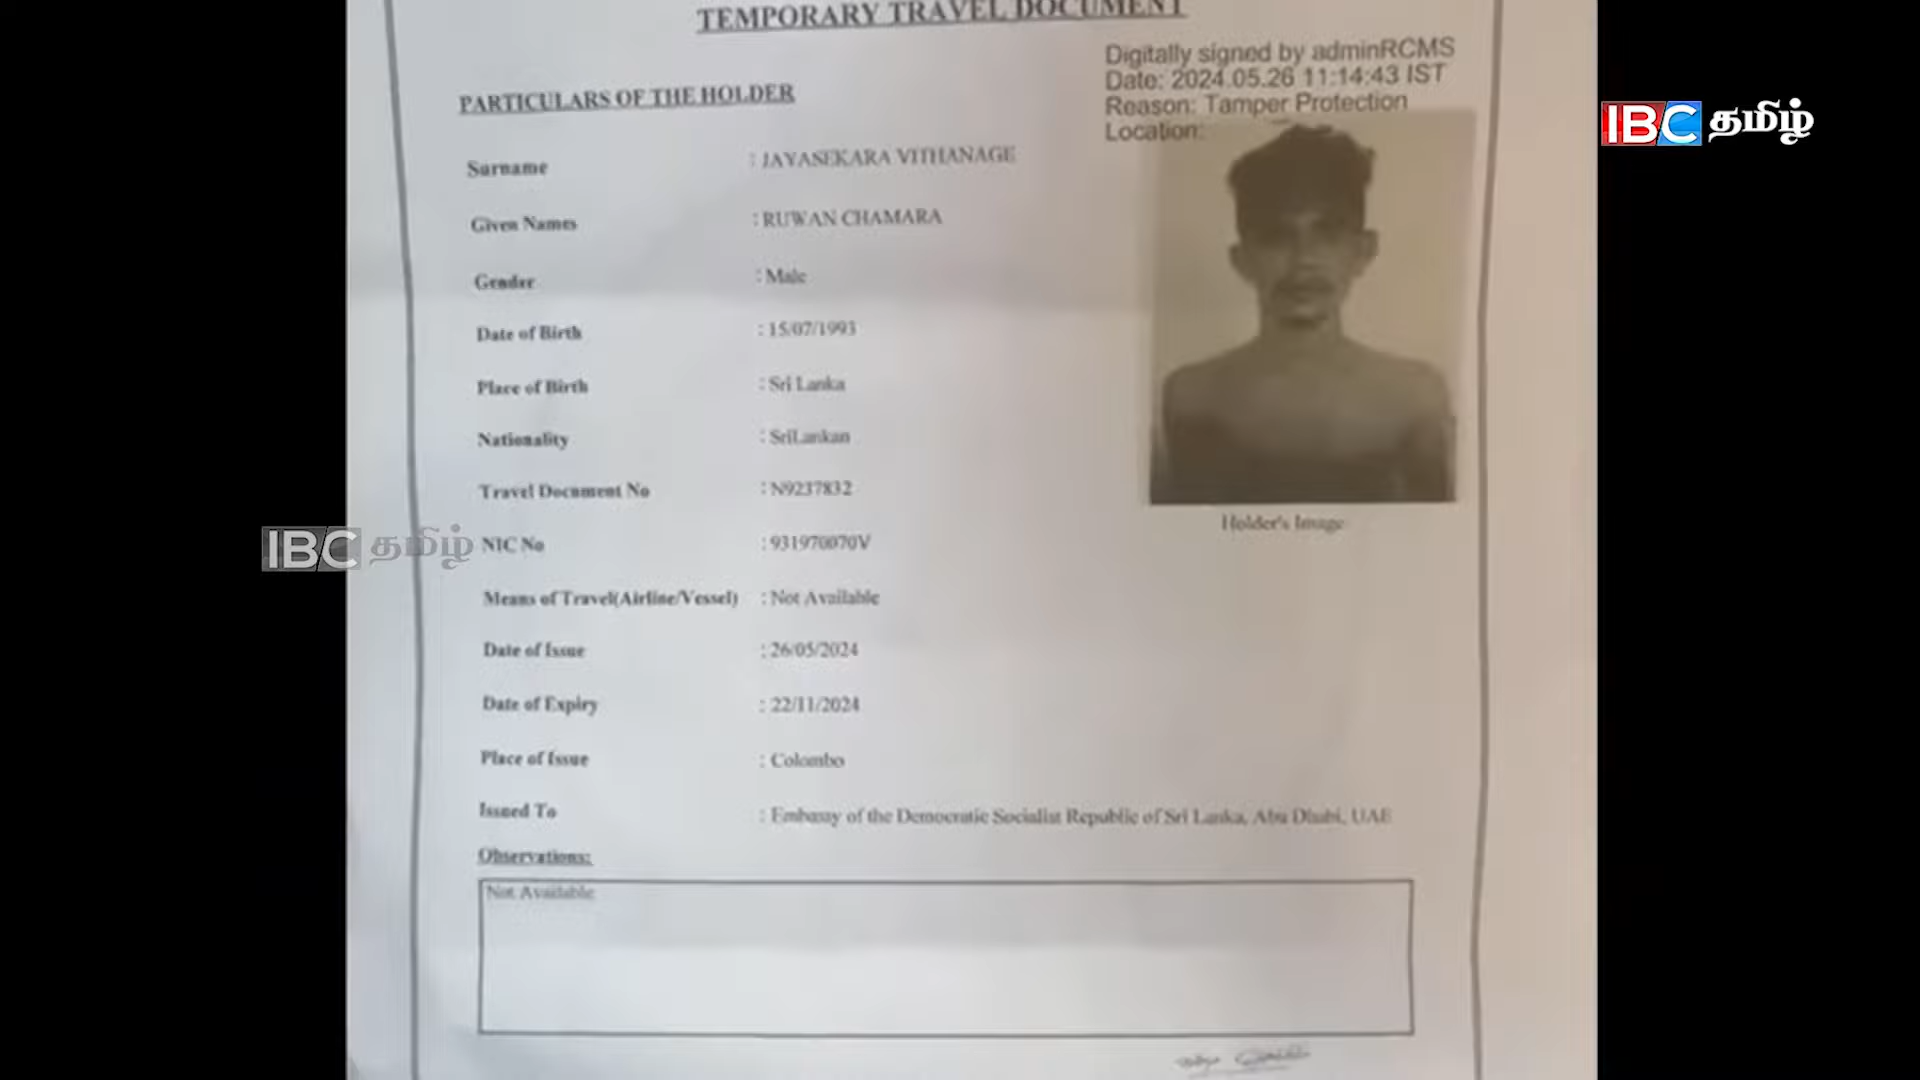 TEMPORARY TRAVEL DOCUMENT
Digitally signed by adminRCMS
Date: 2024.05.26 11:14:43 IST
Reason: Tamper Protection
Location:
PARTICULARS OF THE HOLDER
Surname : JAYASEKARA VITHANAGE
Given Names : RUWAN CHAMARA
Gender : Male
Date of Birth : 15/07/1993
Place of Birth : Sri Lanka
Nationality : SriLankan
Travel Document No : N9237832
NIC No : 931970070V
Means of Travel(Airline/Vessel) : Not Available
Date of Issue : 26/05/2024
Date of Expiry : 22/11/2024
Place of Issue : Colombo
Issued To : Embassy of the Democratic Socialist Republic of Sri Lanka, Abu Dhabi, UAE
Observations:
Not Available
Holder's Image
IBC தமிழ்
IBC தமிழ்